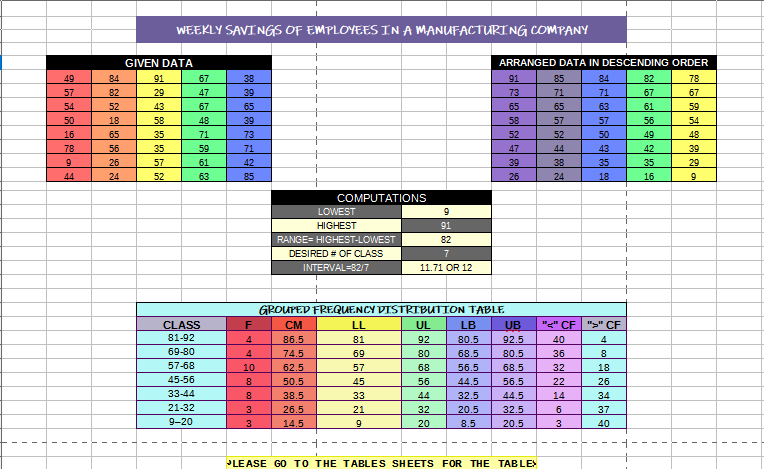 WEEKLY SAVINGS OF EMPLOYEES IN A MANUFACTURING COMPANY
GIVEN DATA
49 84 91 67 38
57 82 29 47 39
54 52 43 67 65
50 18 58 48 39
16 65 35 71 73
78 56 35 59 71
9 26 57 61 42
44 24 52 63 85
ARRANGED DATA IN DESCENDING ORDER
91 85 84 82 78
73 71 71 67 67
65 65 63 61 59
58 57 57 56 54
52 52 50 49 48
47 44 43 42 39
39 38 35 35 29
26 24 18 16 9
COMPUTATIONS
LOWEST 9
HIGHEST 91
RANGE= HIGHEST-LOWEST 82
DESIRED # OF CLASS 7
INTERVAL=82/7 11.71 OR 12
GROUPED FREQUENCY DISTRIBUTION TABLE
CLASS F CM LL UL LB UB "<" CF ">" CF
81-92 4 86.5 81 92 80.5 92.5 40 4
69-80 4 74.5 69 80 68.5 80.5 36 8
57-68 10 62.5 57 68 56.5 68.5 32 18
45-56 8 50.5 45 56 44.5 56.5 22 26
33-44 8 38.5 33 44 32.5 44.5 14 34
21-32 3 26.5 21 32 20.5 32.5 6 37
9–20 3 14.5 9 20 8.5 20.5 3 40
PLEASE GO TO THE TABLES SHEETS FOR THE TABLE